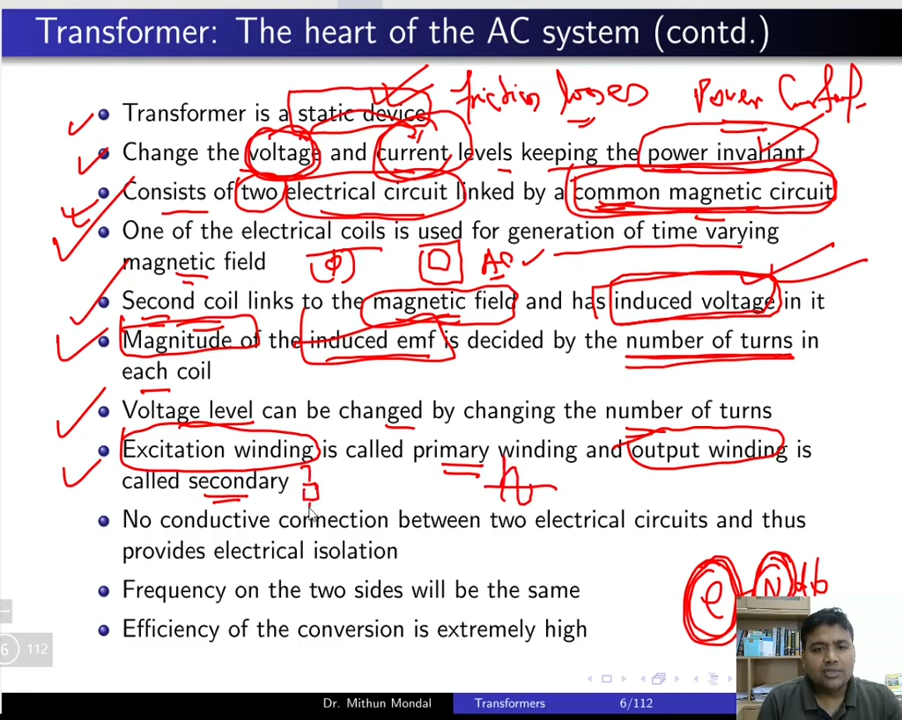 Transformer: The heart of the AC system (contd.)
friction losses Power Constant.
Transformer is a static device
Change the voltage and current levels keeping the power invariant
Consists of two electrical circuit linked by a common magnetic circuit
One of the electrical coils is used for generation of time varying
magnetic field
φ AC
Second coil links to the magnetic field and has induced voltage in it
Magnitude of the induced emf is decided by the number of turns in
each coil
Voltage level can be changed by changing the number of turns
Excitation winding is called primary winding and output winding is
called secondary
No conductive connection between two electrical circuits and thus
provides electrical isolation
Frequency on the two sides will be the same
Efficiency of the conversion is extremely high
6 112
Dr. Mithun Mondal Transformers 6/112